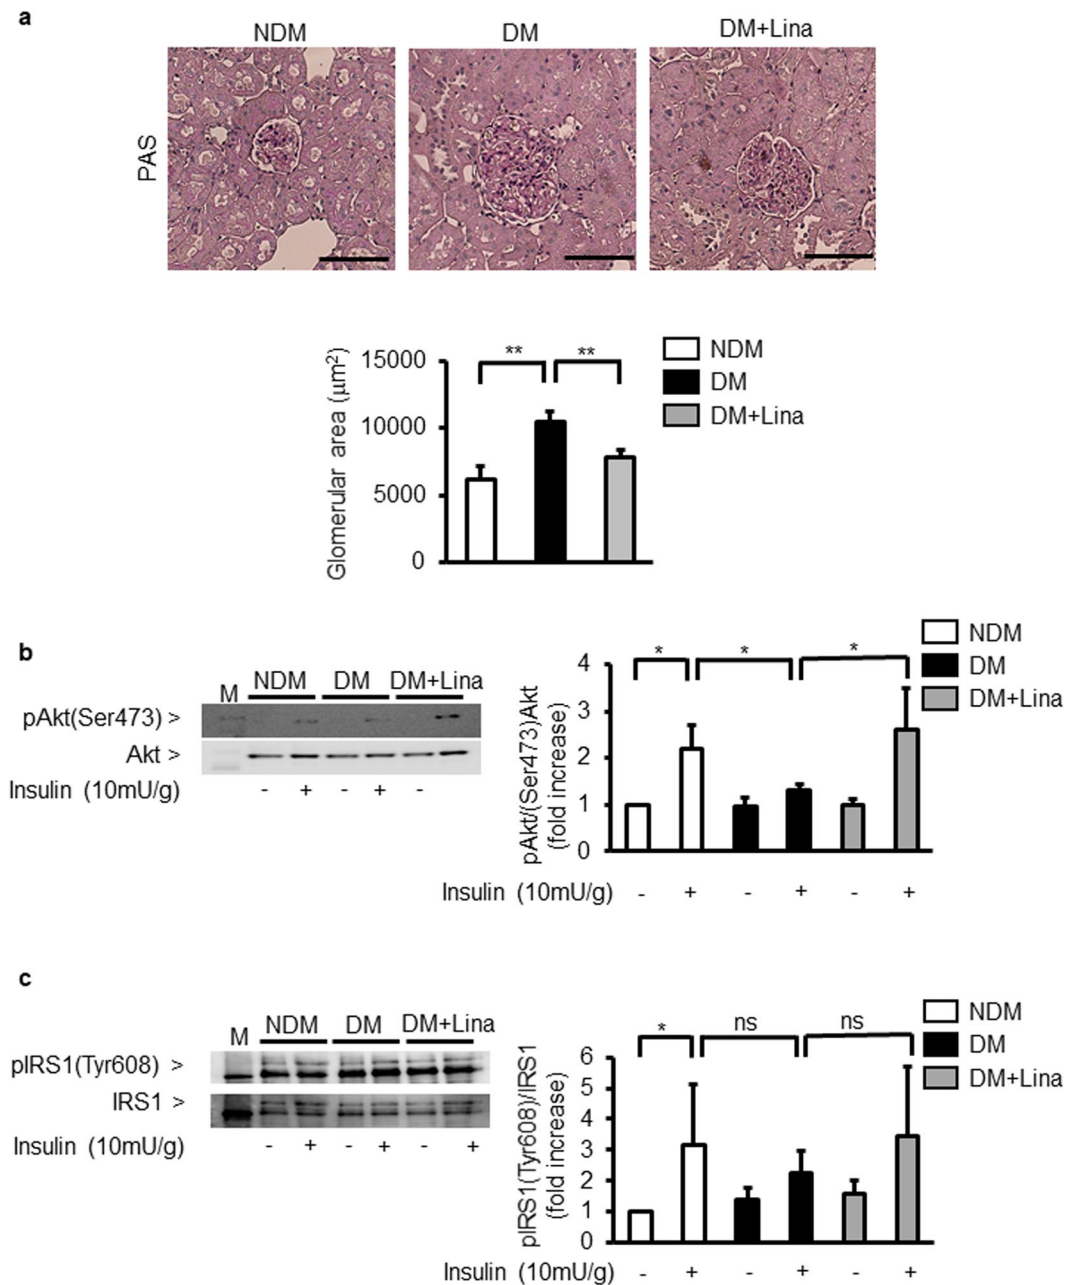 a
NDM DM DM+Lina
PAS
Glomerular area (μm2)
15000
10000
5000
0
** **
NDM
DM
DM+Lina
b
M NDM DM DM+Lina
pAkt(Ser473) >
Akt >
Insulin (10mU/g) - + - + -
pAkt/(Ser473)Akt
(fold increase)
4
3
2
1
0
* * *
NDM
DM
DM+Lina
Insulin (10mU/g) - + - + - +
c
M NDM DM DM+Lina
pIRS1(Tyr608) >
IRS1 >
Insulin (10mU/g) - + - + - +
pIRS1(Tyr608)/IRS1
(fold increase)
6
5
4
3
2
1
0
* ns ns
NDM
DM
DM+Lina
Insulin (10mU/g) - + - + - +